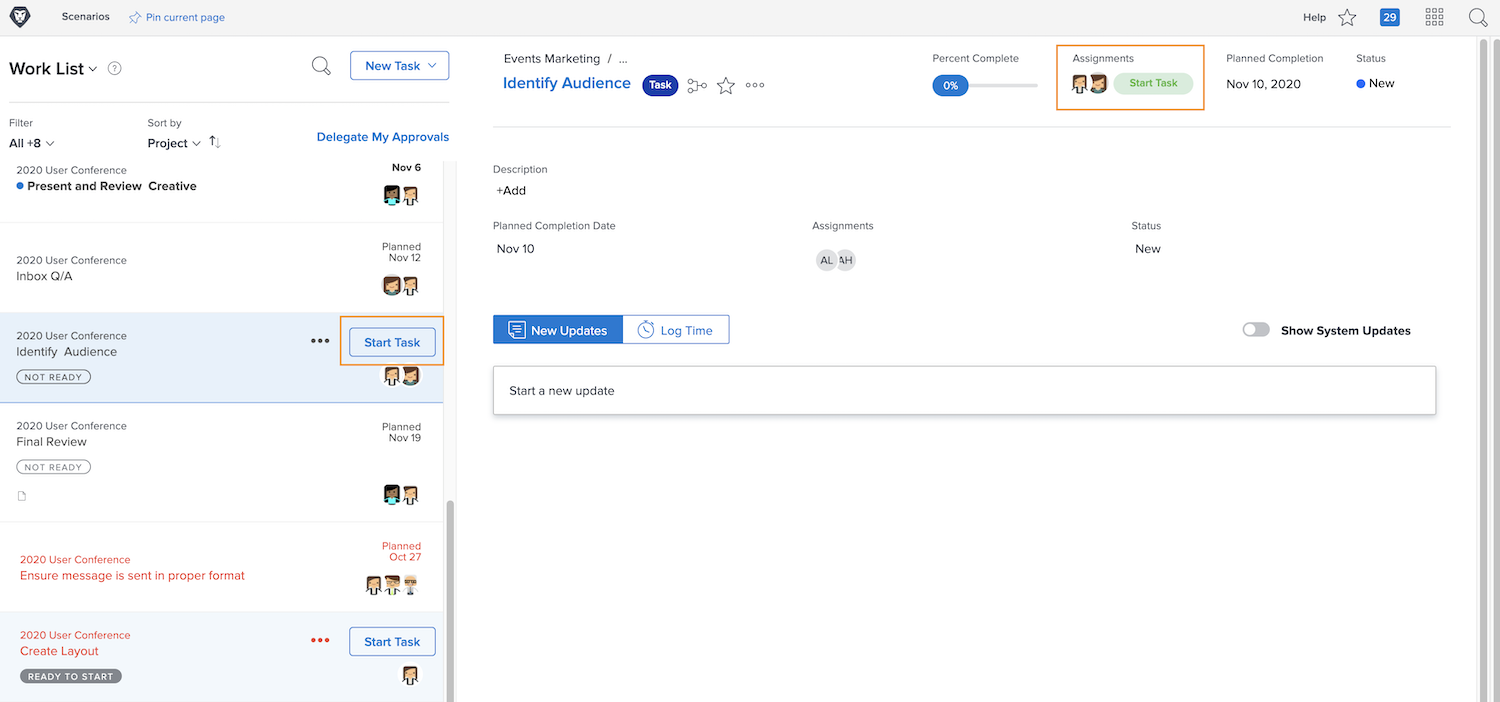 Scenarios
Pin current page
Help
29
Work List
?
New Task
Filter
All +8
Sort by
Project
Delegate My Approvals
2020 User Conference
Present and Review Creative
Nov 6
2020 User Conference
Inbox Q/A
Planned
Nov 12
2020 User Conference
Identify Audience
NOT READY
Start Task
2020 User Conference
Final Review
NOT READY
Planned
Nov 19
2020 User Conference
Ensure message is sent in proper format
Planned
Oct 27
2020 User Conference
Create Layout
READY TO START
Start Task
Events Marketing / ...
Identify Audience
Task
Percent Complete
0%
Assignments
Start Task
Planned Completion
Nov 10, 2020
Status
New
Description
+Add
Planned Completion Date
Nov 10
Assignments
AL AH
Status
New
New Updates
Log Time
Show System Updates
Start a new update